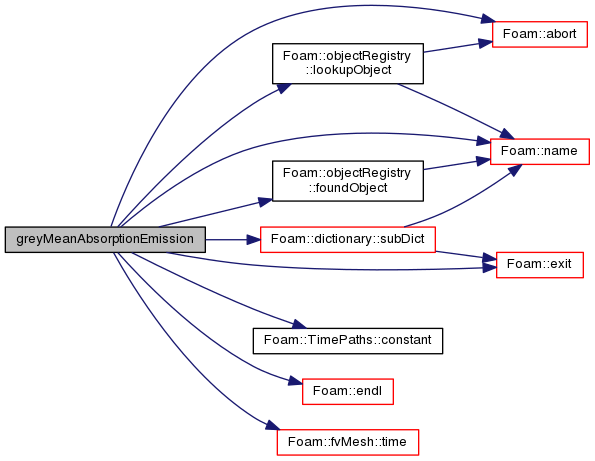 greyMeanAbsorptionEmission
Foam::objectRegistry
::lookupObject
Foam::abort
Foam::name
Foam::objectRegistry
::foundObject
Foam::dictionary::subDict
Foam::exit
Foam::TimePaths::constant
Foam::endl
Foam::fvMesh::time